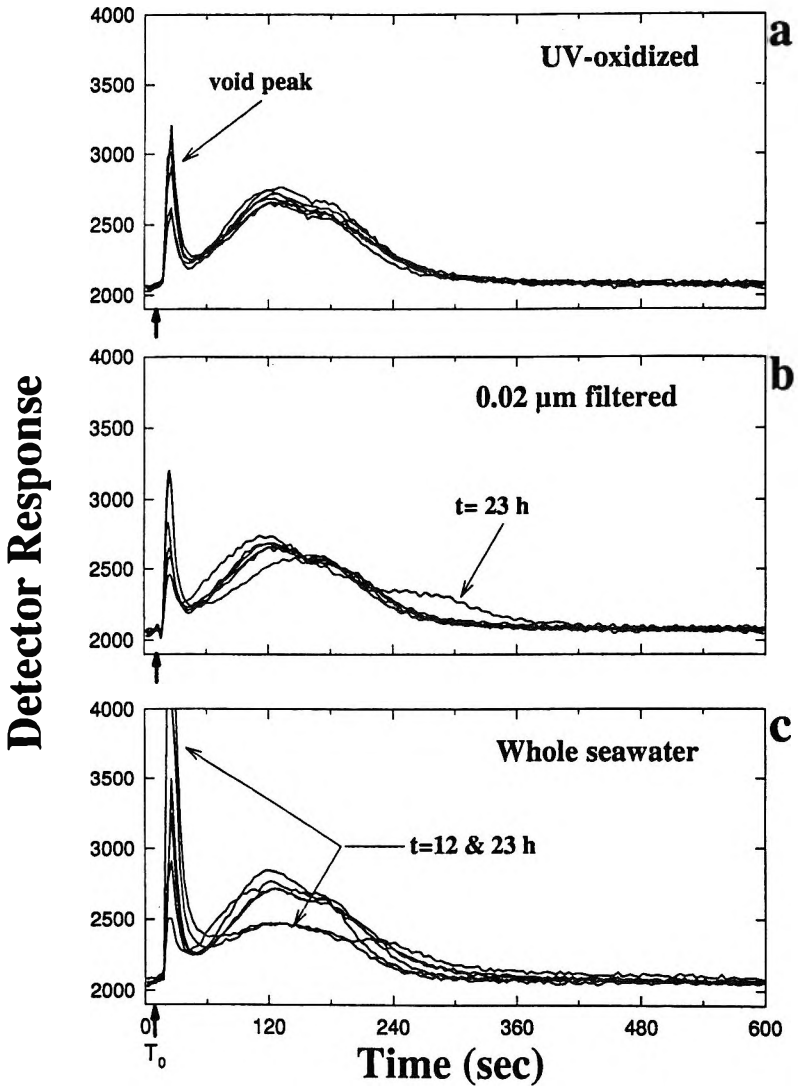 a
UV-oxidized
void peak
4000
3500
3000
2500
2000
b
0.02 µm filtered
t= 23 h
4000
3500
3000
2500
2000
c
Whole seawater
t=12 & 23 h
4000
3500
3000
2500
2000
0 120 240 360 480 600
T₀
Time (sec)
Detector Response